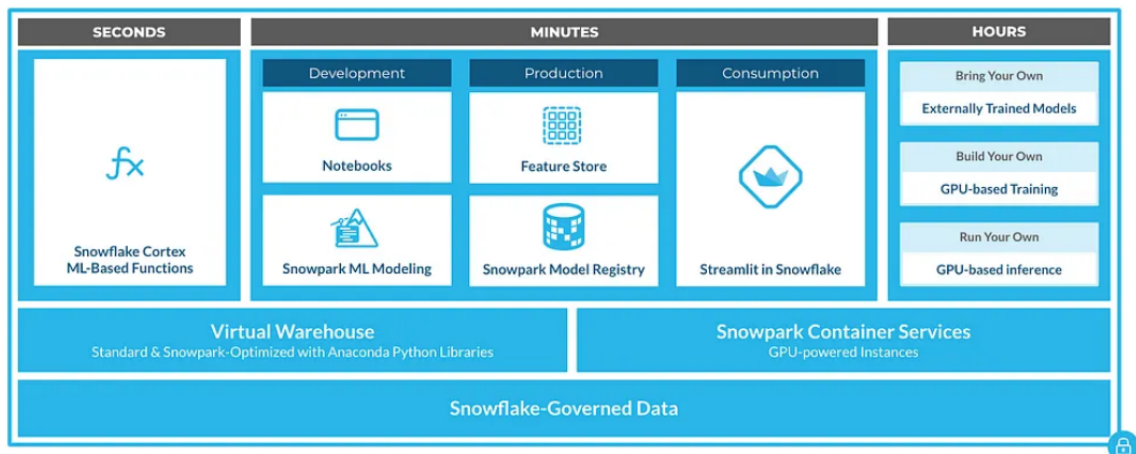 SECONDS
MINUTES
HOURS
fx
Snowflake Cortex
ML-Based Functions
Development
Notebooks
Snowpark ML Modeling
Production
Feature Store
Snowpark Model Registry
Consumption
Streamlit in Snowflake
Bring Your Own
Externally Trained Models
Build Your Own
GPU-based Training
Run Your Own
GPU-based inference
Virtual Warehouse
Standard & Snowpark-Optimized with Anaconda Python Libraries
Snowpark Container Services
GPU-powered Instances
Snowflake-Governed Data